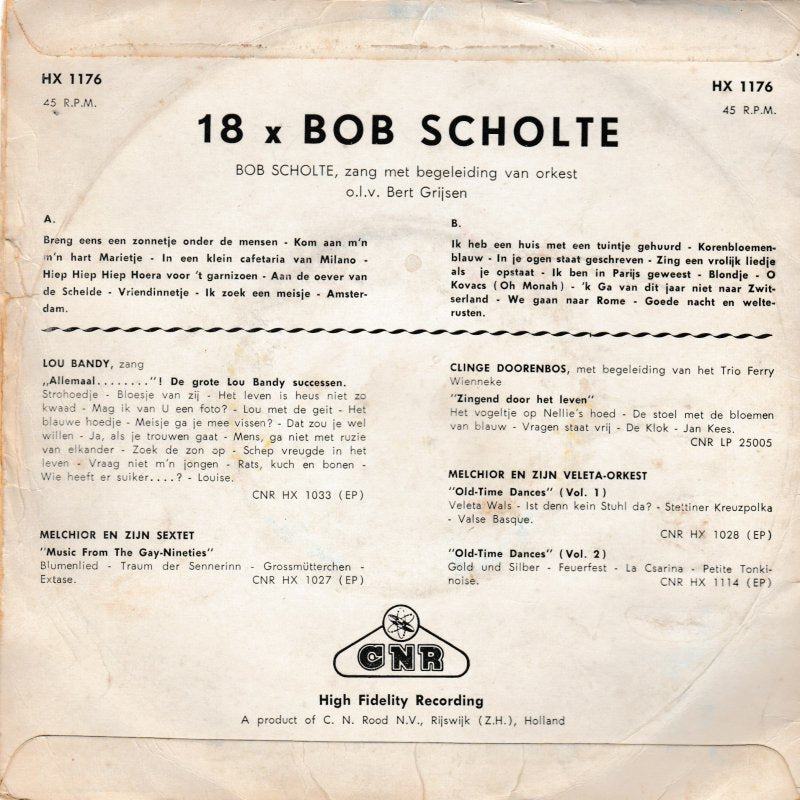 HX 1176
45 R.P.M.
HX 1176
45 R.P.M.
18 x BOB SCHOLTE
BOB SCHOLTE, zang met begeleiding van orkest
o.l.v. Bert Grijsen
A.
Breng eens een zonnetje onder de mensen - Kom aan m'n
m'n hart Marietje - In een klein cafetaria van Milano -
Hiep Hiep Hiep Hoera voor 't garnizoen - Aan de oever van
de Schelde - Vriendinnetje - Ik zoek een meisje - Amster-
dam.
B.
Ik heb een huis met een tuintje gehuurd - Korenbloemen-
blauw - In je ogen staat geschreven - Zing een vrolijk liedje
als je opstaat - Ik ben in Parijs geweest - Blondje - O
Kovacs (Oh Monah) - 'k Ga van dit jaar niet naar Zwit-
serland - We gaan naar Rome - Goede nacht en welte-
rusten.
LOU BANDY, zang
„Allemaal........"! De grote Lou Bandy successen.
Strohoedje - Bloesje van zij - Het leven is heus niet zo
kwaad - Mag ik van U een foto? - Lou met de geit - Het
blauwe hoedje - Meisje ga je mee vissen? - Dat zou je wel
willen - Ja, als je trouwen gaat - Mens, ga niet met ruzie
van elkander - Zoek de zon op - Schep vreugde in het
leven - Vraag niet m'n jongen - Rats, kuch en bonen -
Wie heeft er suiker....? - Louise.
CNR HX 1033 (EP)
MELCHIOR EN ZIJN SEXTET
"Music From The Gay-Nineties"
Blumenlied - Traum der Sennerinn - Grossmütterchen -
Extase. CNR HX 1027 (EP)
CLINGE DOORENBOS, met begeleiding van het Trio Ferry
Wienneke
"Zingend door het leven"
Het vogeltje op Nellie's hoed - De stoel met de bloemen
van blauw - Vragen staat vrij - De Klok - Jan Kees.
CNR LP 25005
MELCHIOR EN ZIJN VELETA-ORKEST
"Old-Time Dances" (Vol. 1)
Veleta Wals - Ist denn kein Stuhl da? - Stettiner Kreuzpolka
- Valse Basque.
CNR HX 1028 (EP)
"Old-Time Dances" (Vol. 2)
Gold und Silber - Feuerfest - La Csarina - Petite Tonki-
noise. CNR HX 1114 (EP)
CNR
High Fidelity Recording
A product of C. N. Rood N.V., Rijswijk (Z.H.), Holland